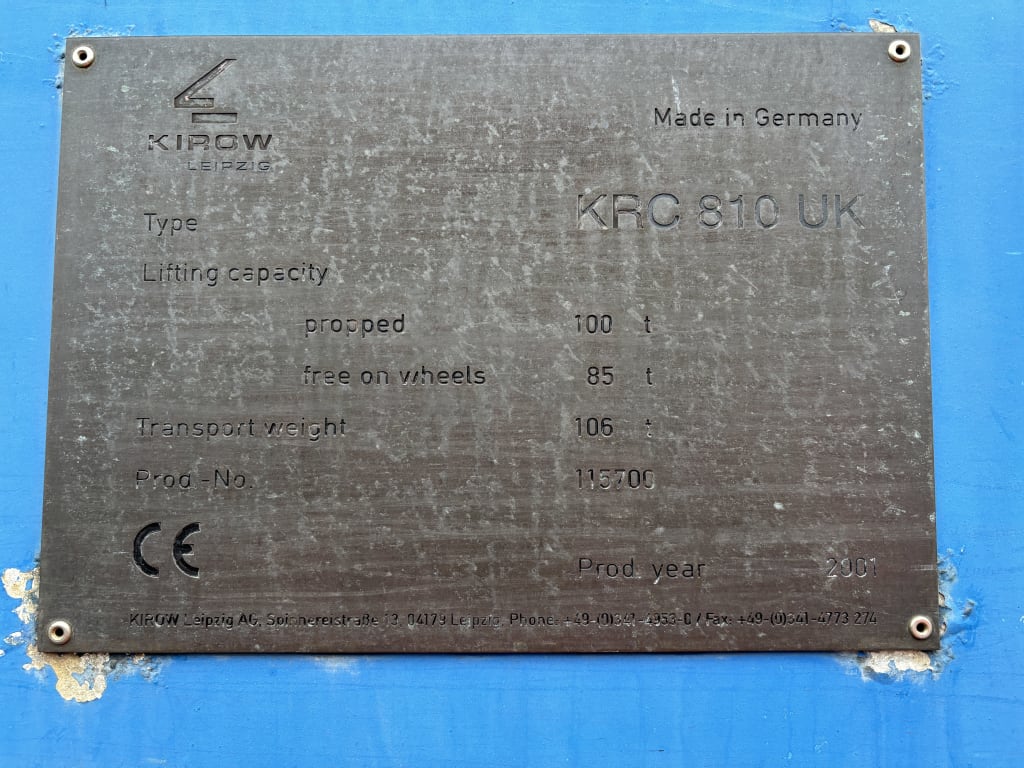 KIROW
LEIPZIG
Made in Germany
Type KRC 810 UK
Lifting capacity
propped 100 t
free on wheels 85 t
Transport weight 106 t
Prod.-No. 115700
CE
Prod. year 2001
KIROW Leipzig AG, Spinnereistraße 13, 04179 Leipzig, Phone: +49-(0)341-4953-0 / Fax: +49-(0)341-4773 274